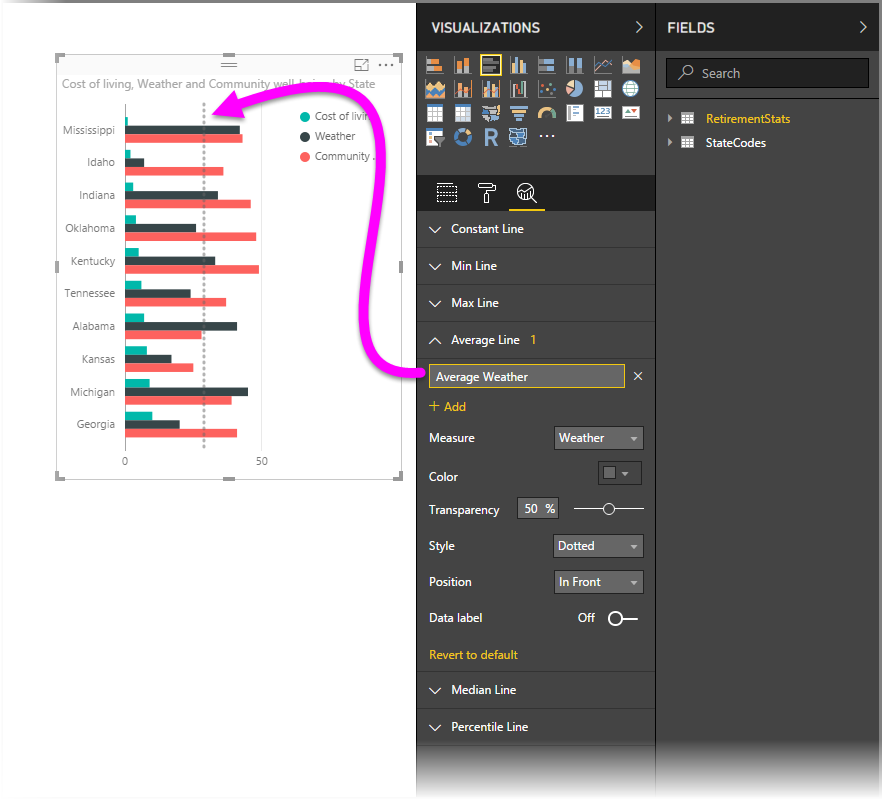 Cost of living, Weather and Community well-being by State
Cost of livin
Weather
Community ...
Mississippi
Idaho
Indiana
Oklahoma
Kentucky
Tennessee
Alabama
Kansas
Michigan
Georgia
0 50
VISUALIZATIONS
R
123
Constant Line
Min Line
Max Line
Average Line 1
Average Weather
+ Add
Measure Weather
Color
Transparency 50 %
Style Dotted
Position In Front
Data label Off
Revert to default
Median Line
Percentile Line
FIELDS
Search
RetirementStats
StateCodes